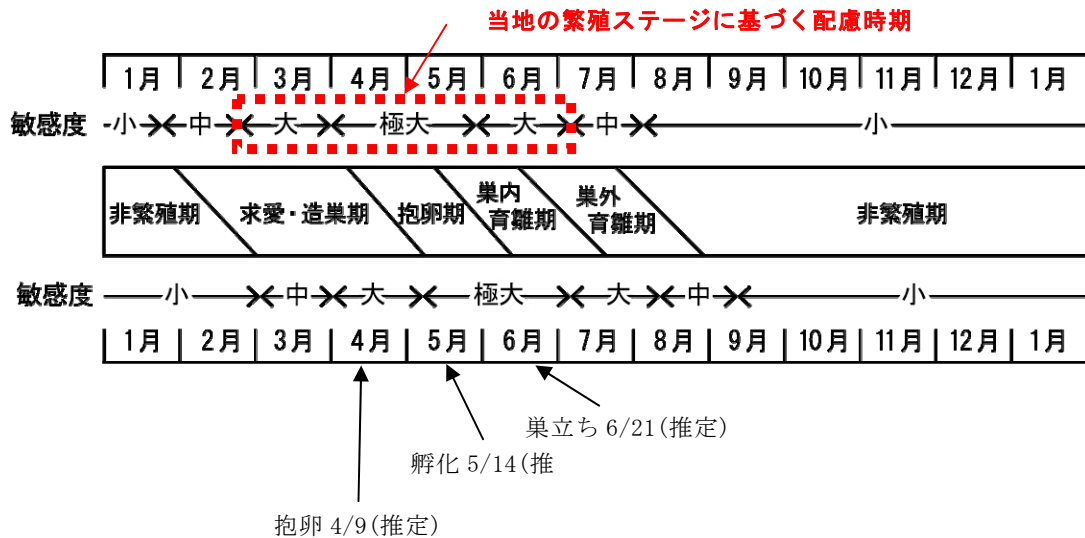 当地の繁殖ステージに基づく配慮時期
1月 2月 3月 4月 5月 6月 7月 8月 9月 10月 11月 12月 1月
敏感度 小 中 大 極大 大 中 小
非繁殖期 求愛・造巣期 抱卵期 巣内育雛期 巣外育雛期 非繁殖期
敏感度 小 中 大 極大 大 中 小
1月 2月 3月 4月 5月 6月 7月 8月 9月 10月 11月 12月 1月
巣立ち 6/21(推定)
孵化 5/14(推
抱卵 4/9(推定)